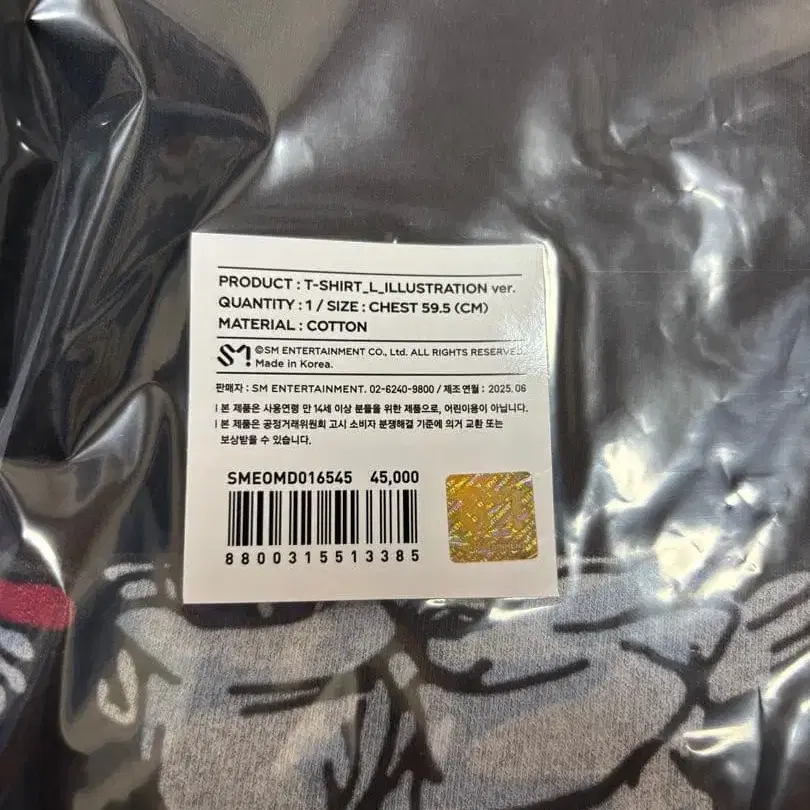 PRODUCT : T-SHIRT_L_ILLUSTRATION ver.
QUANTITY : 1 / SIZE : CHEST 59.5 (CM)
MATERIAL : COTTON
SM ©SM ENTERTAINMENT CO., Ltd. ALL RIGHTS RESERVED.
Made in Korea.
판매자 : SM ENTERTAINMENT. 02-6240-9800 / 제조연월 : 2025.06
| 본 제품은 사용연령 만 14세 이상 분들을 위한 제품으로, 어린이용이 아닙니다.
| 본 제품은 공정거래위원회 고시 소비자 분쟁해결 기준에 의거 교환 또는
보상받을 수 있습니다.
SMEOMD016545 45,000
8800315513385